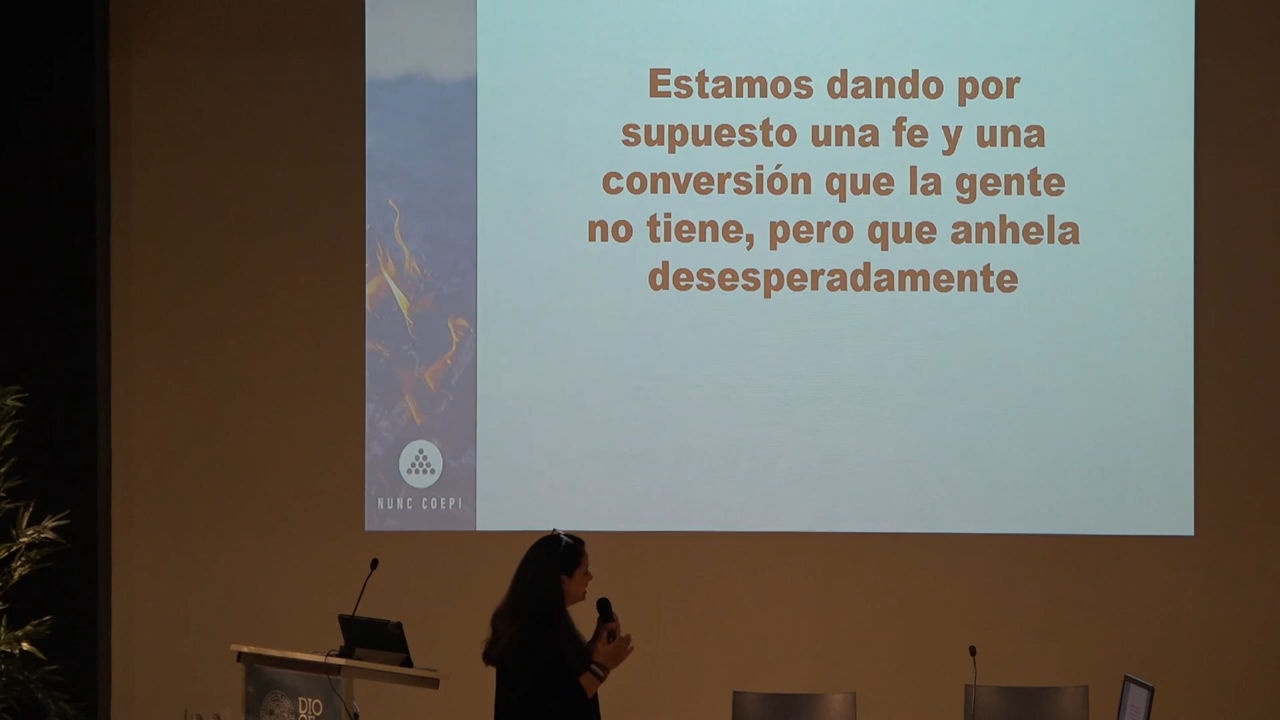 Estamos dando por
supuesto una fe y una
conversión que la gente
no tiene, pero que anhela
desesperadamente
NUNC COEPI
DIO